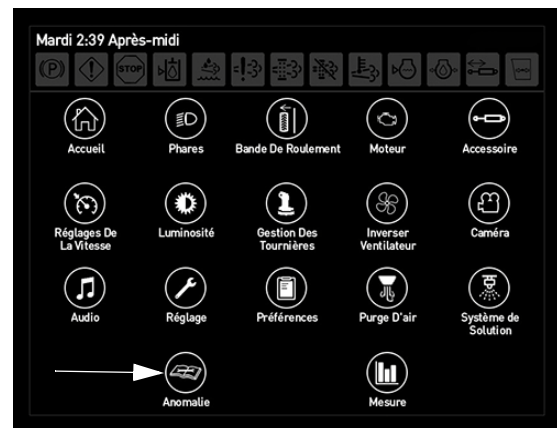 Mardi 2:39 Après-midi
(P) STOP
Accueil Phares Bande De Roulement Moteur Accessoire
Réglages De La Vitesse Luminosité Gestion Des Tournières Inverser Ventilateur Caméra
Audio Réglage Préférences Purge D'air Système de Solution
Anomalie Mesure